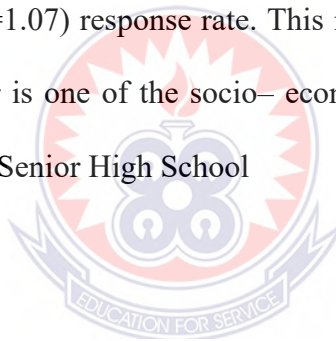 =1.07) response rate. This
is one of the socio– econ
Senior High School
EDUCATION FOR SERVICE